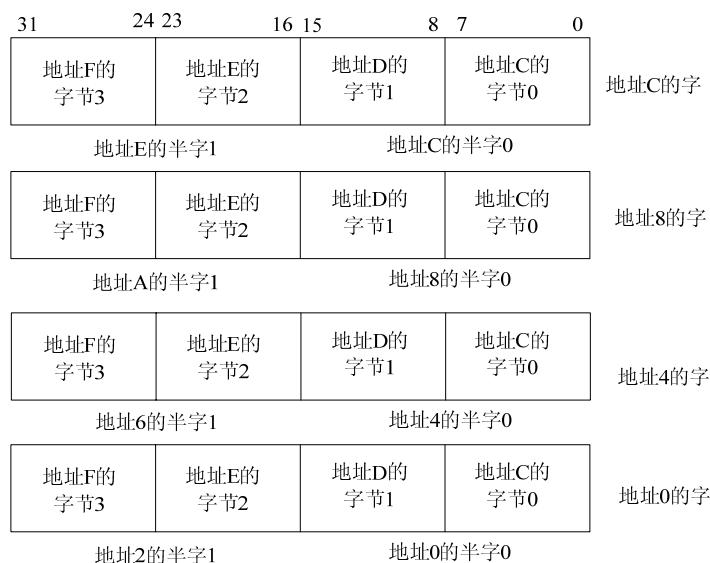 31 24 23 16 15 8 7 0
地址F的 地址E的 地址D的 地址C的
字节3 字节2 字节1 字节0
地址C的字
地址E的半字1 地址C的半字0
地址F的 地址E的 地址D的 地址C的
字节3 字节2 字节1 字节0
地址8的字
地址A的半字1 地址8的半字0
地址F的 地址E的 地址D的 地址C的
字节3 字节2 字节1 字节0
地址4的字
地址6的半字1 地址4的半字0
地址F的 地址E的 地址D的 地址C的
字节3 字节2 字节1 字节0
地址0的字
地址2的半字1 地址0的半字0